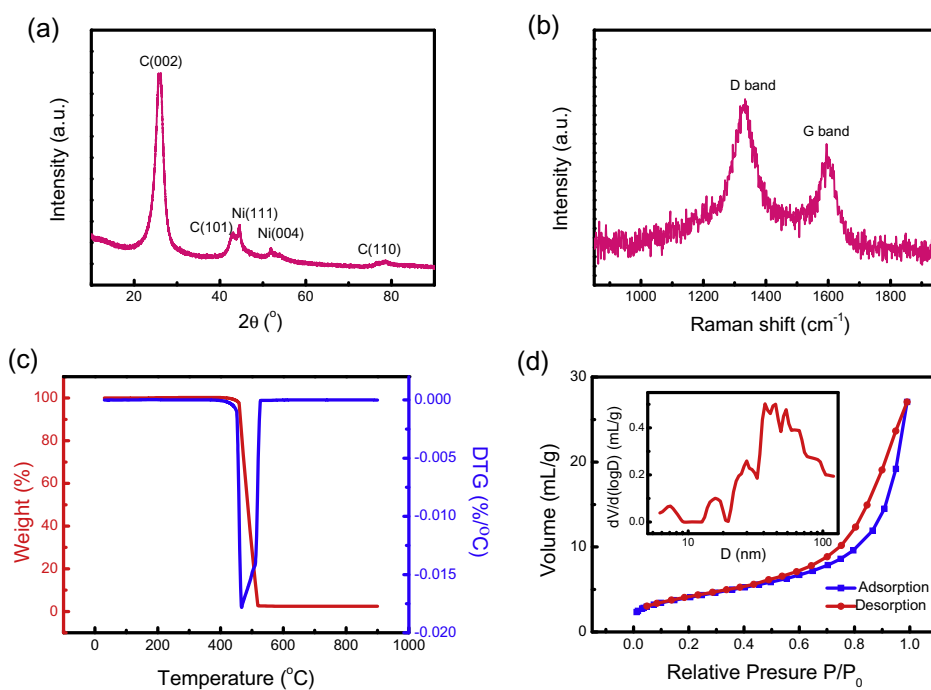 (a)
C(002)
C(101)
Ni(111)
Ni(004)
C(110)
Intensity (a.u.)
20
40
60
80
2θ (o)
(b)
D band
G band
Intensity (a.u.)
1000
1200
1400
1600
1800
Raman shift (cm-1)
(c)
100
80
60
40
20
0
Weight (%)
0.000
-0.005
-0.010
-0.015
-0.020
DTG (%/oC)
0
200
400
600
800
1000
Temperature (oC)
(d)
30
20
10
0
Volume (mL/g)
0.4
0.2
0.0
dV/d(logD) (mL/g)
10
100
D (nm)
Adsorption
Desorption
0.0
0.2
0.4
0.6
0.8
1.0
Relative Presure P/P0